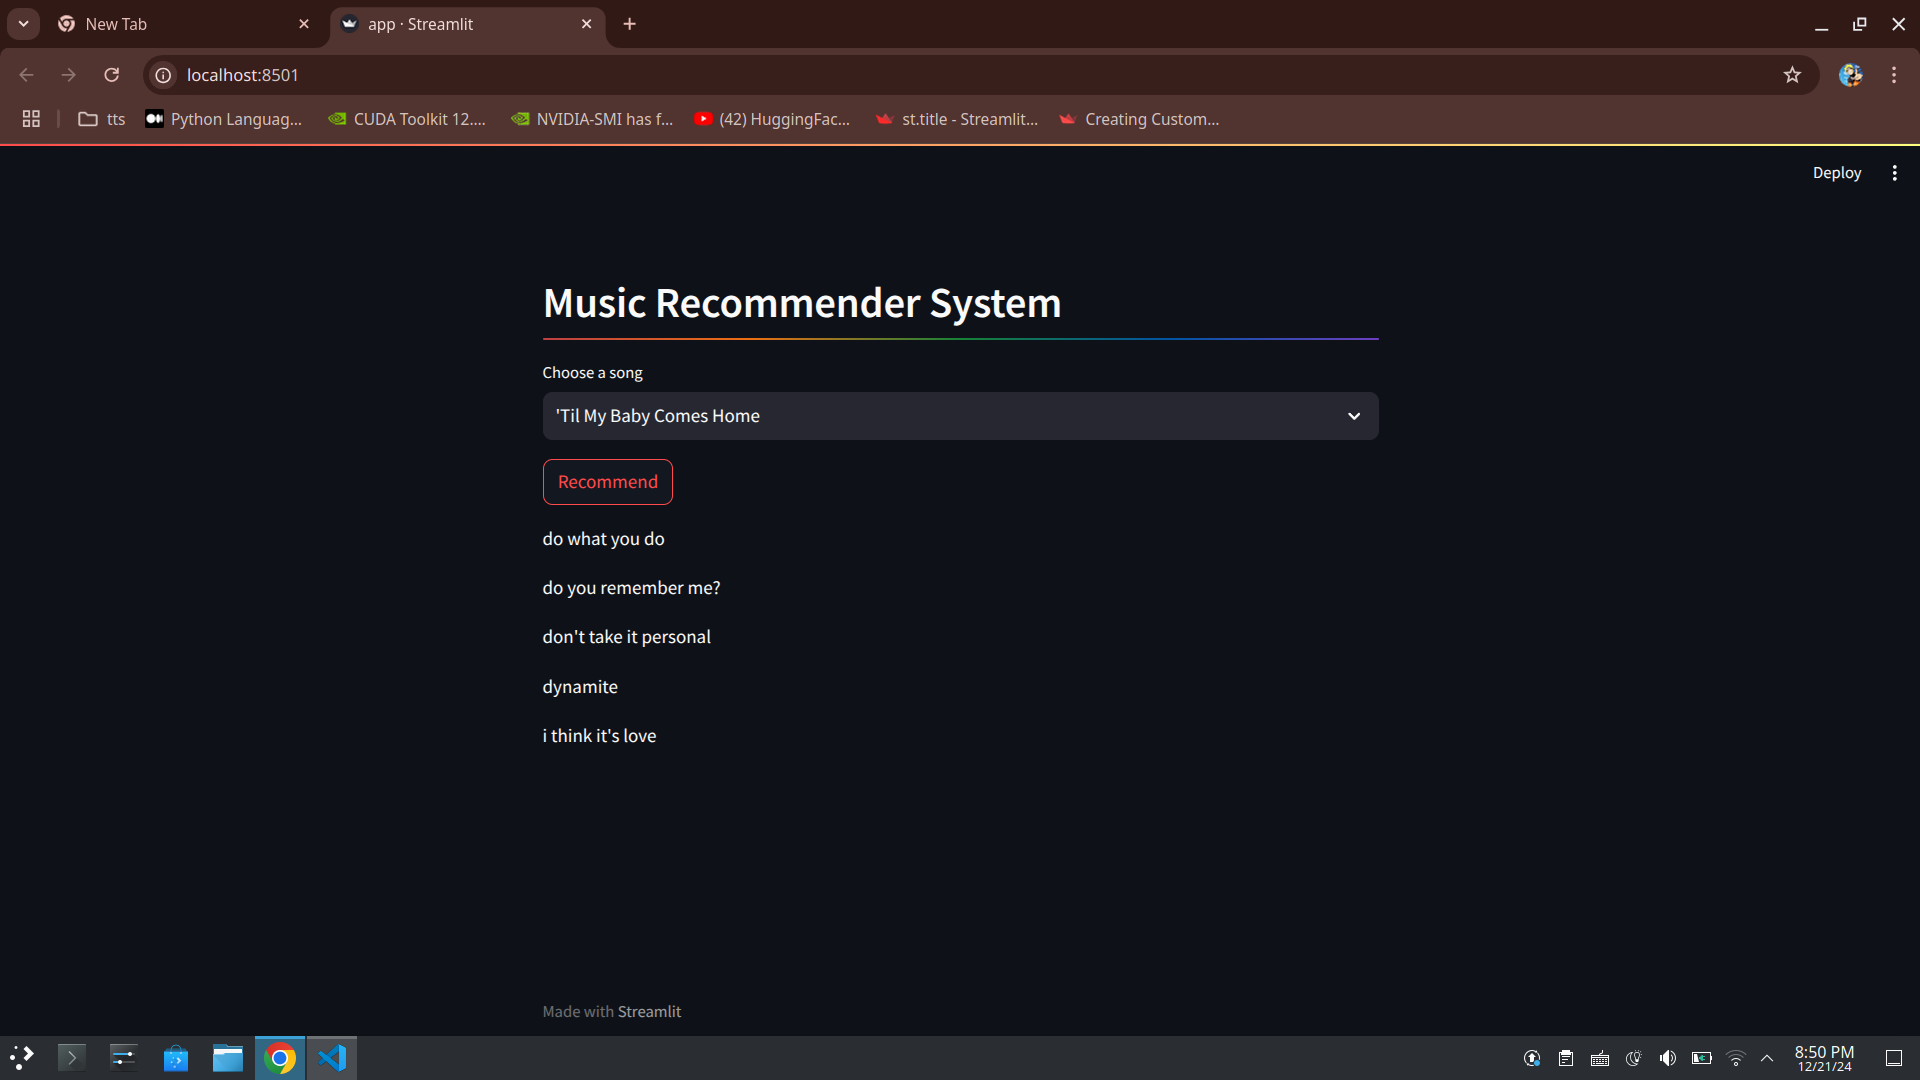 New Tab
app · Streamlit
localhost:8501
tts
Python Languag...
CUDA Toolkit 12....
NVIDIA-SMI has f...
(42) HuggingFac...
st.title - Streamlit...
Creating Custom...
Deploy
Music Recommender System
Choose a song
'Til My Baby Comes Home
Recommend
do what you do
do you remember me?
don't take it personal
dynamite
i think it's love
Made with Streamlit
8:50 PM
12/21/24